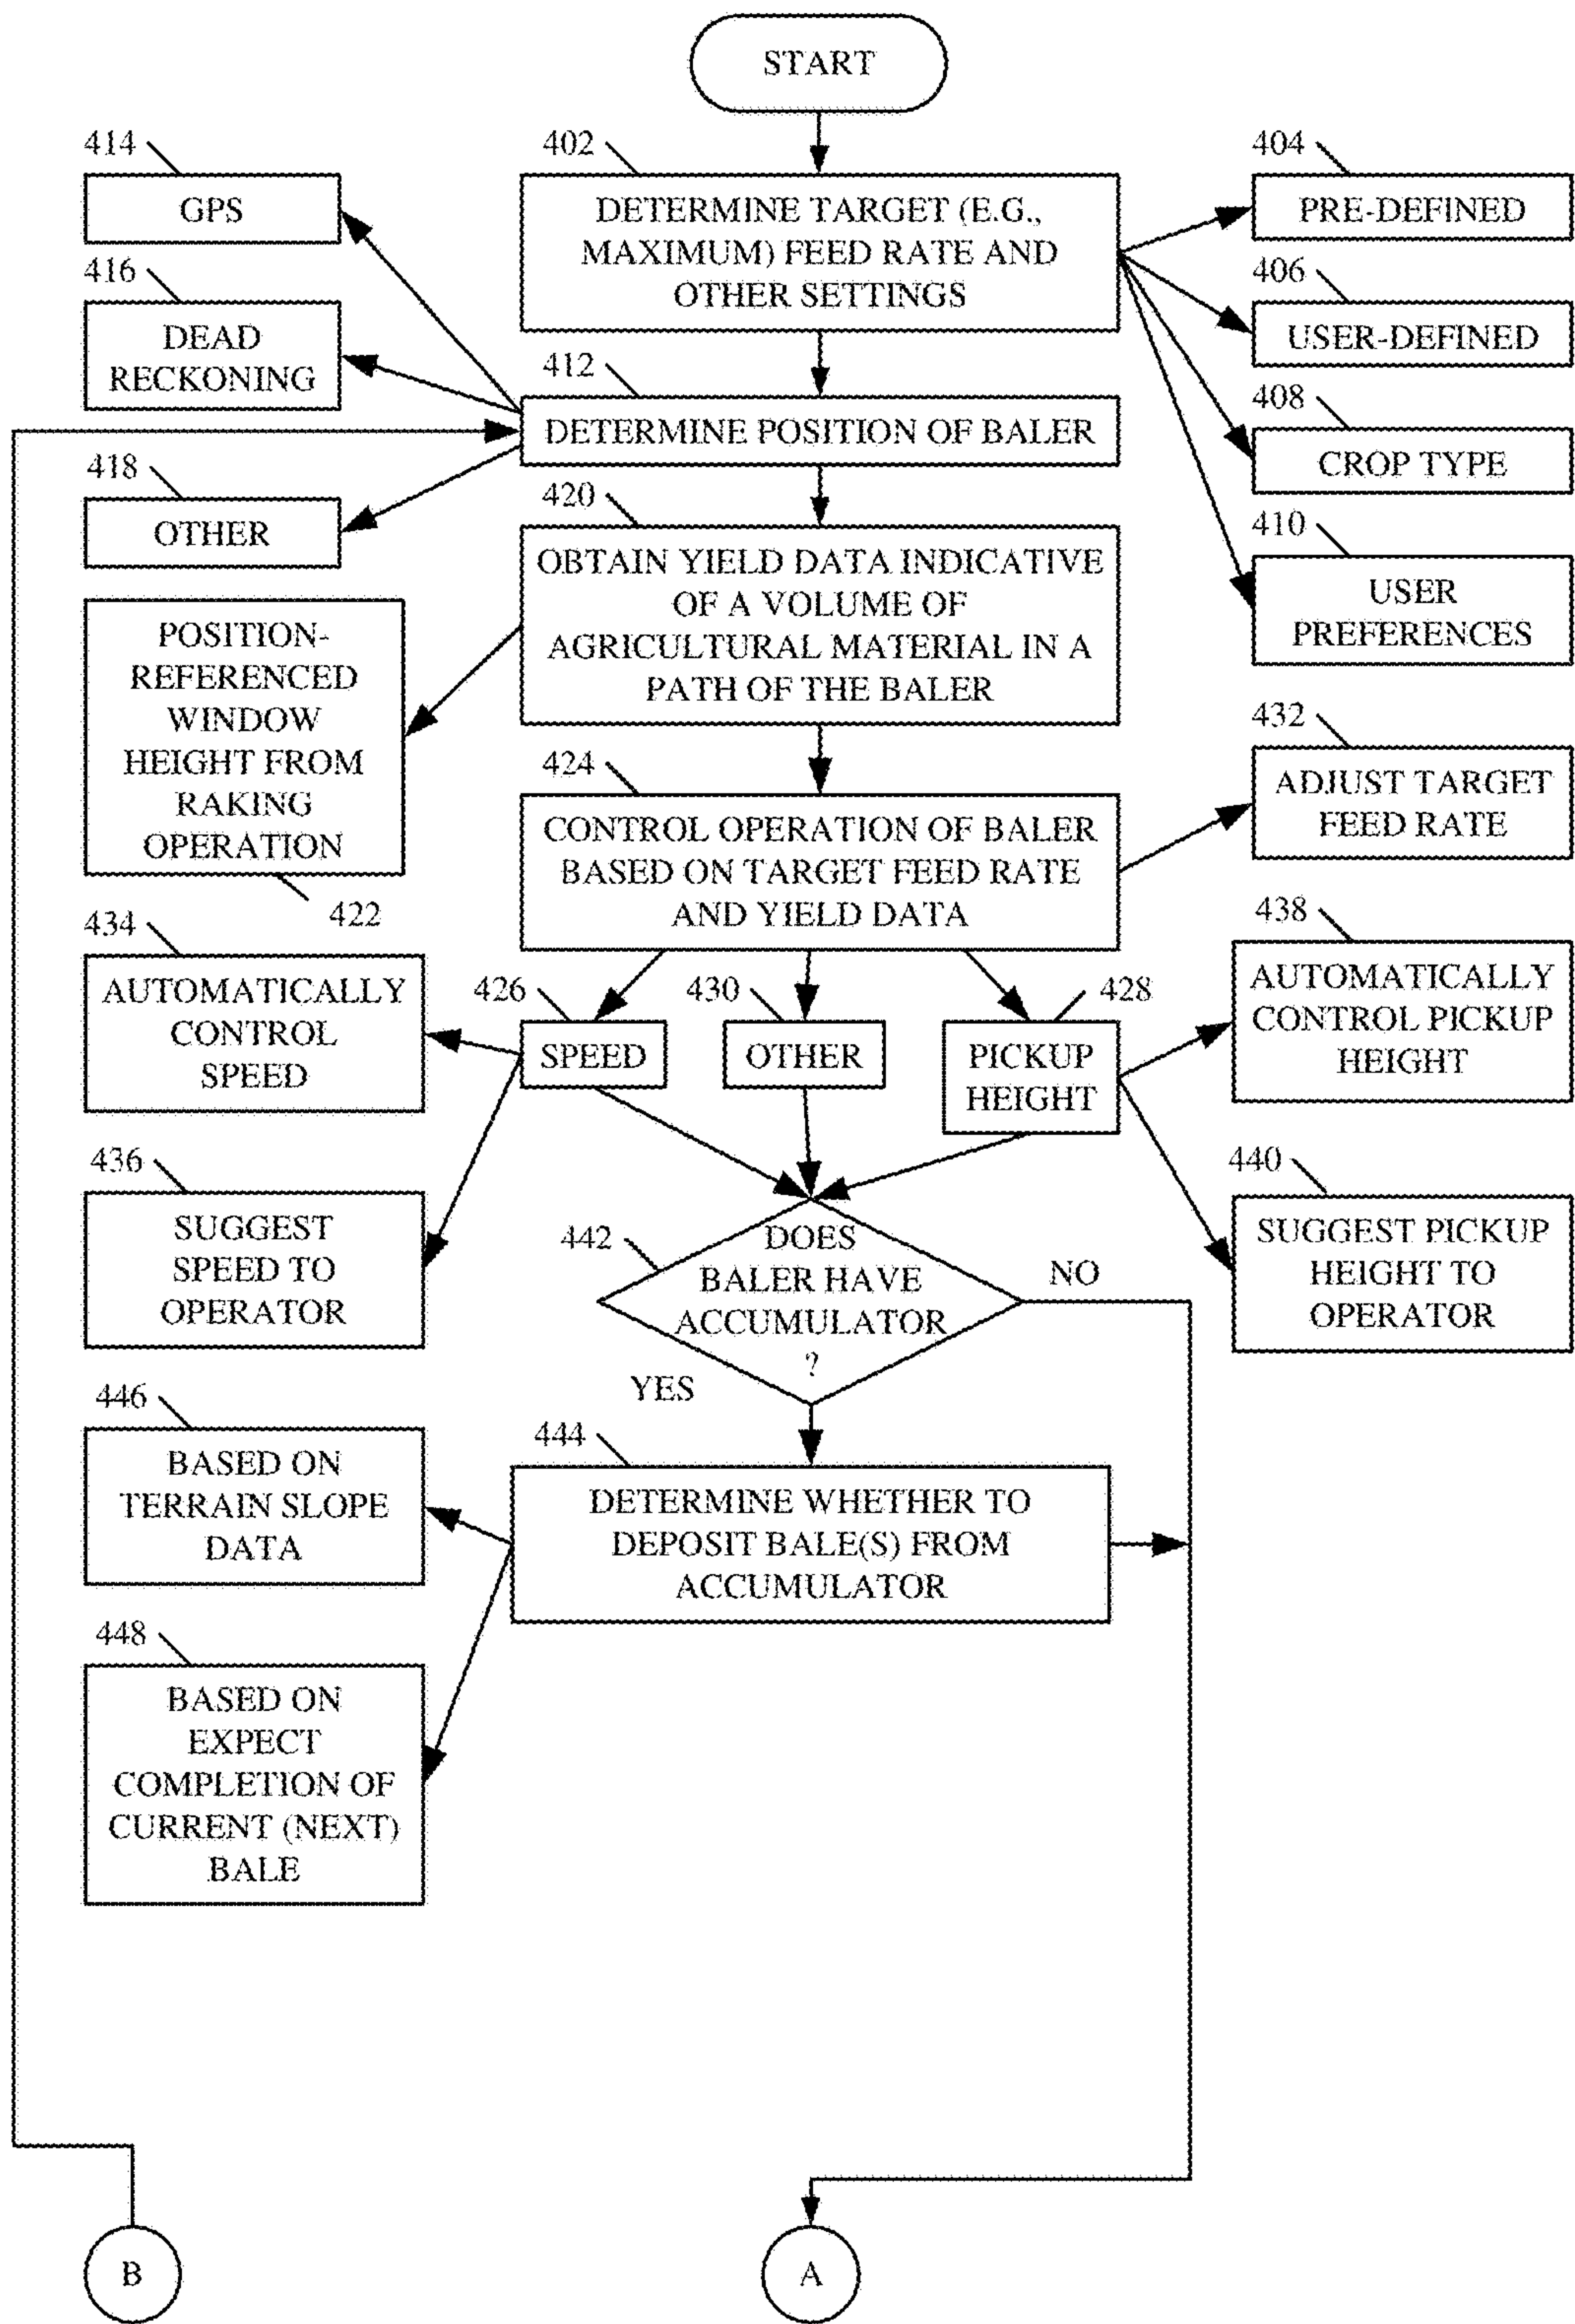 START
402
DETERMINE TARGET (E.G.,
MAXIMUM) FEED RATE AND
OTHER SETTINGS
404
PRE-DEFINED
406
USER-DEFINED
408
CROP TYPE
410
USER
PREFERENCES
412
DETERMINE POSITION OF BALER
414
GPS
416
DEAD
RECKONING
418
OTHER
420
OBTAIN YIELD DATA INDICATIVE
OF A VOLUME OF
AGRICULTURAL MATERIAL IN A
PATH OF THE BALER
POSITION-
REFERENCED
WINDOW
HEIGHT FROM
RAKING
OPERATION
422
424
CONTROL OPERATION OF BALER
BASED ON TARGET FEED RATE
AND YIELD DATA
432
ADJUST TARGET
FEED RATE
426
SPEED
430
OTHER
428
PICKUP
HEIGHT
434
AUTOMATICALLY
CONTROL
SPEED
436
SUGGEST
SPEED TO
OPERATOR
438
AUTOMATICALLY
CONTROL PICKUP
HEIGHT
440
SUGGEST PICKUP
HEIGHT TO
OPERATOR
442
DOES
BALER HAVE
ACCUMULATOR
?
NO
YES
444
DETERMINE WHETHER TO
DEPOSIT BALE(S) FROM
ACCUMULATOR
446
BASED ON
TERRAIN SLOPE
DATA
448
BASED ON
EXPECT
COMPLETION OF
CURRENT (NEXT)
BALE
B
A